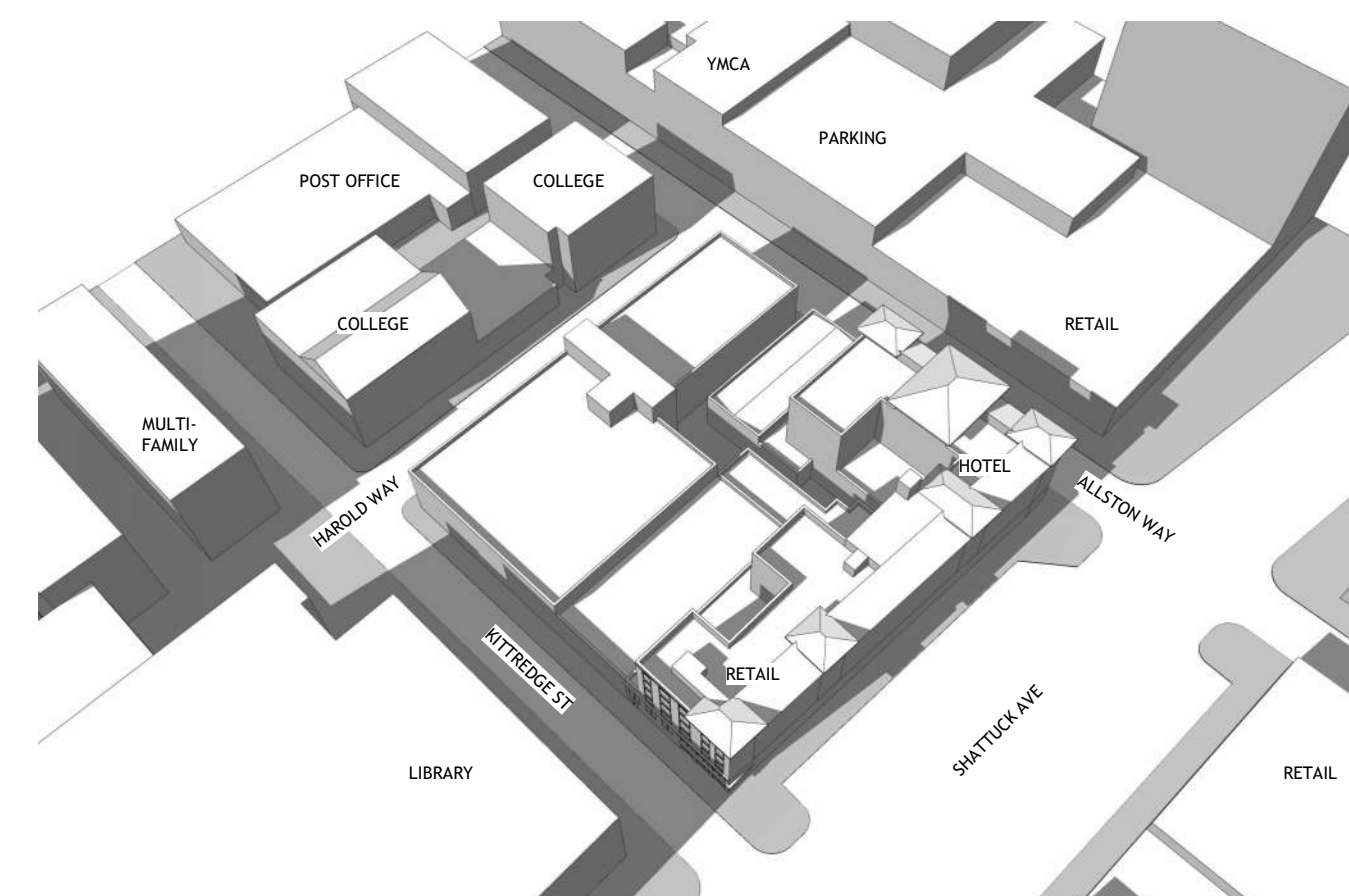 YMCA
PARKING
POST OFFICE
COLLEGE
COLLEGE
RETAIL
MULTI-
FAMILY
HOTEL
HAROLD WAY
ALLSTON WAY
KITTREDGE ST
RETAIL
SHATTUCK AVE
LIBRARY
RETAIL